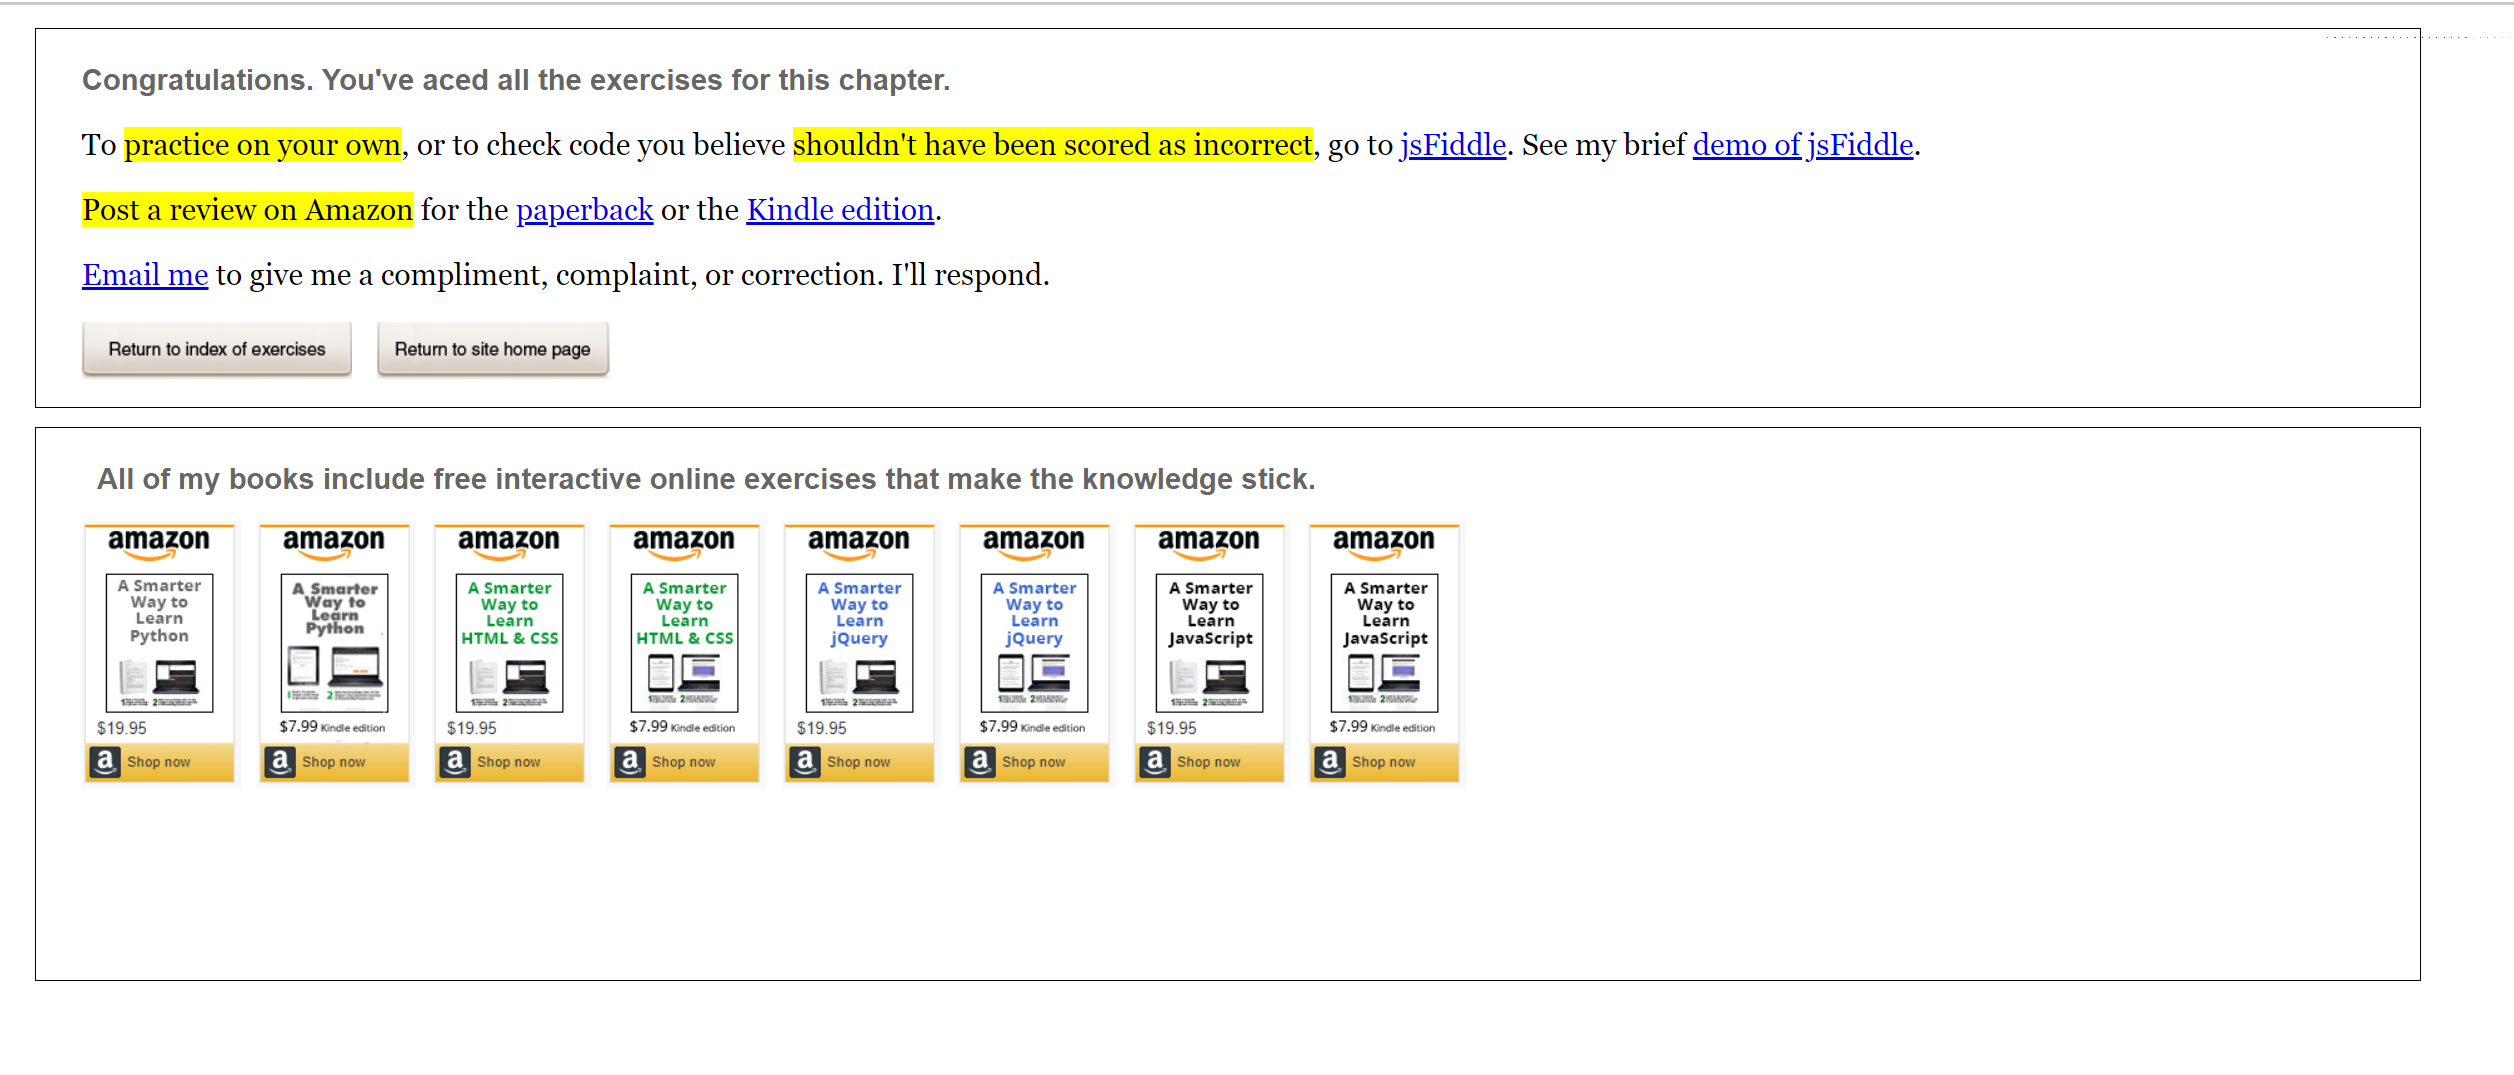 Congratulations. You've aced all the exercises for this chapter.
To practice on your own, or to check code you believe shouldn't have been scored as incorrect, go to jsFiddle. See my brief demo of jsFiddle.
Post a review on Amazon for the paperback or the Kindle edition.
Email me to give me a compliment, complaint, or correction. I'll respond.
Return to index of exercises
Return to site home page
All of my books include free interactive online exercises that make the knowledge stick.
amazon
A Smarter
Way to
Learn
Python
$19.95
a Shop now
amazon
A Smarter
Way to
Learn
Python
1 2
$7.99 Kindle edition
a Shop now
amazon
A Smarter
Way to
Learn
HTML & CSS
$19.95
a Shop now
amazon
A Smarter
Way to
Learn
HTML & CSS
$7.99 Kindle edition
a Shop now
amazon
A Smarter
Way to
Learn
jQuery
$19.95
a Shop now
amazon
A Smarter
Way to
Learn
jQuery
$7.99 Kindle edition
a Shop now
amazon
A Smarter
Way to
Learn
JavaScript
$19.95
a Shop now
amazon
A Smarter
Way to
Learn
JavaScript
$7.99 Kindle edition
a Shop now